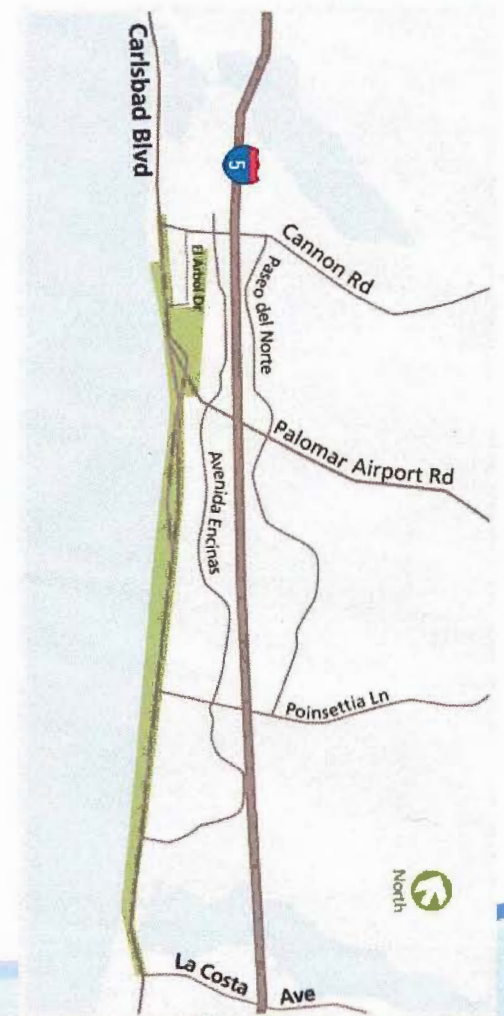 Carlsbad Blvd
5
Cannon Rd
El Arbol Dr
Paseo del Norte
Palomar Airport Rd
Avenida Encinas
Poinsettia Ln
North
La Costa Ave